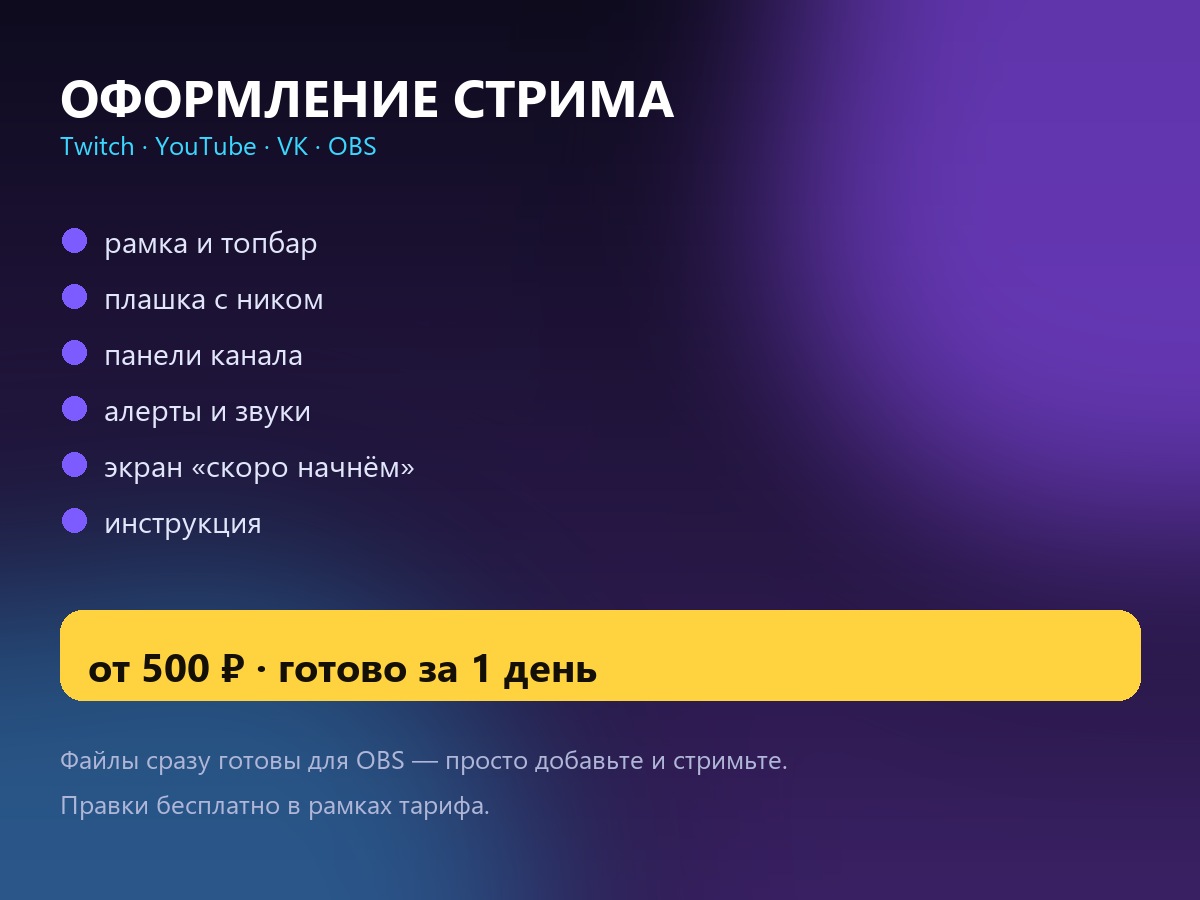 ОФОРМЛЕНИЕ СТРИМА
Twitch · YouTube · VK · OBS
рамка и топбар
плашка с ником
панели канала
алерты и звуки
экран «скоро начнём»
инструкция
от 500 ₽ · готово за 1 день
Файлы сразу готовы для OBS — просто добавьте и стримьте.
Правки бесплатно в рамках тарифа.